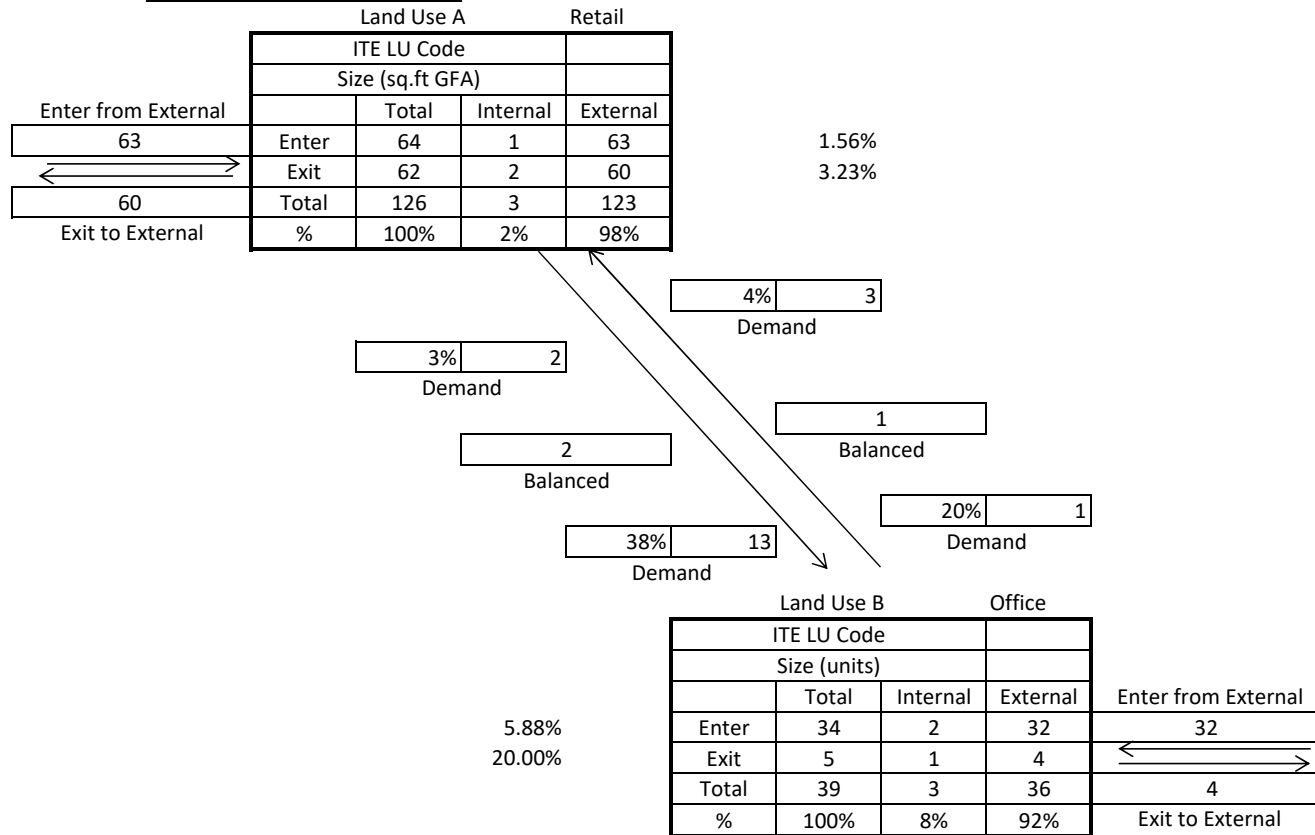 Land Use A Retail
ITE LU Code
Size (sq.ft GFA)
Enter from External Total Internal External
63 Enter 64 1 63 1.56%
Exit 62 2 60 3.23%
60 Total 126 3 123
Exit to External % 100% 2% 98%
4% 3
Demand
3% 2
Demand
1
Balanced
2
Balanced
20% 1
Demand
38% 13
Demand
Land Use B Office
ITE LU Code
Size (units)
Total Internal External Enter from External
5.88% Enter 34 2 32 32
20.00% Exit 5 1 4
Total 39 3 36 4
% 100% 8% 92% Exit to External